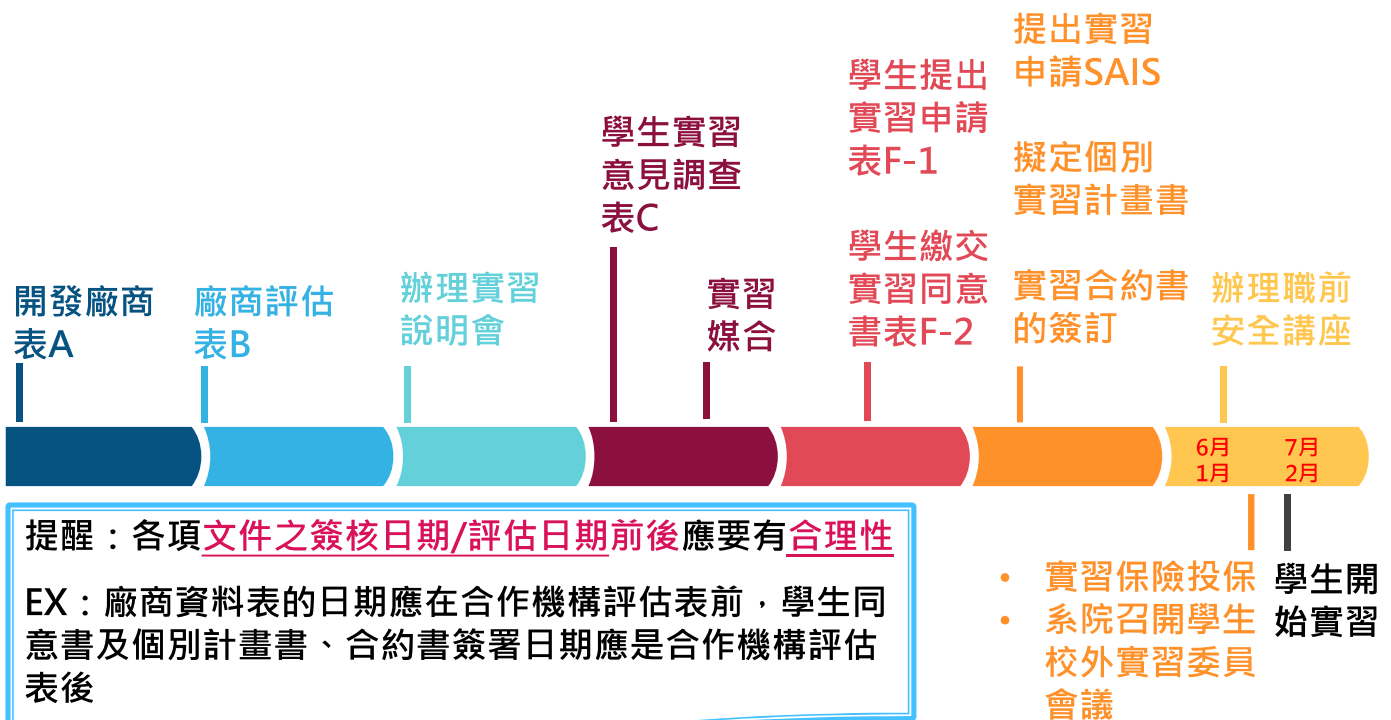 開發廠商
表A
廠商評估
表B
辦理實習
說明會
學生實習
意見調查
表C
實習
媒合
學生提出
實習申請
表F-1
學生繳交
實習同意
書表F-2
提出實習
申請SAIS
擬定個別
實習計畫書
實習合約書
的簽訂
辦理職前
安全講座
6月
1月
7月
2月
提醒：各項文件之簽核日期/評估日期前後應要有合理性
EX：廠商資料表的日期應在合作機構評估表前，學生同
意書及個別計畫書、合約書簽署日期應是合作機構評估
表後
• 實習保險投保
• 系院召開學生
校外實習委員
會議
學生開
始實習